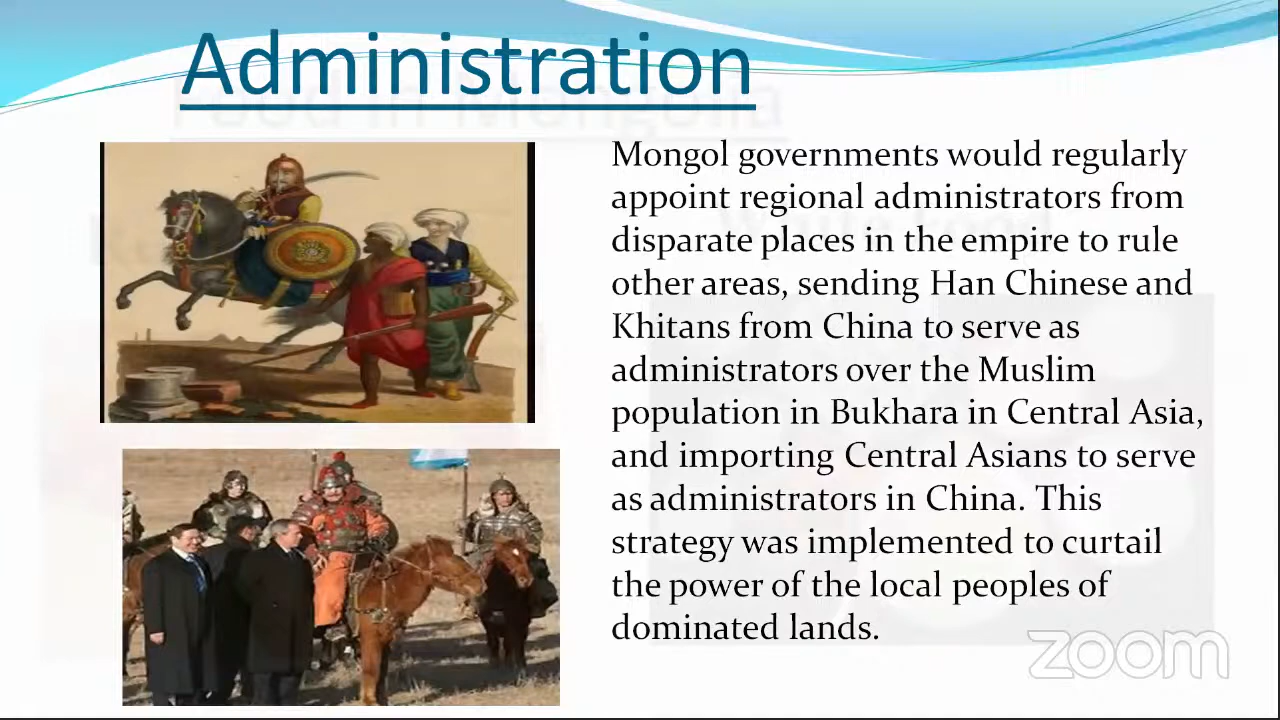 Administration
Mongol governments would regularly
appoint regional administrators from
disparate places in the empire to rule
other areas, sending Han Chinese and
Khitans from China to serve as
administrators over the Muslim
population in Bukhara in Central Asia,
and importing Central Asians to serve
as administrators in China. This
strategy was implemented to curtail
the power of the local peoples of
dominated lands.
zoom
Food in Mongolia